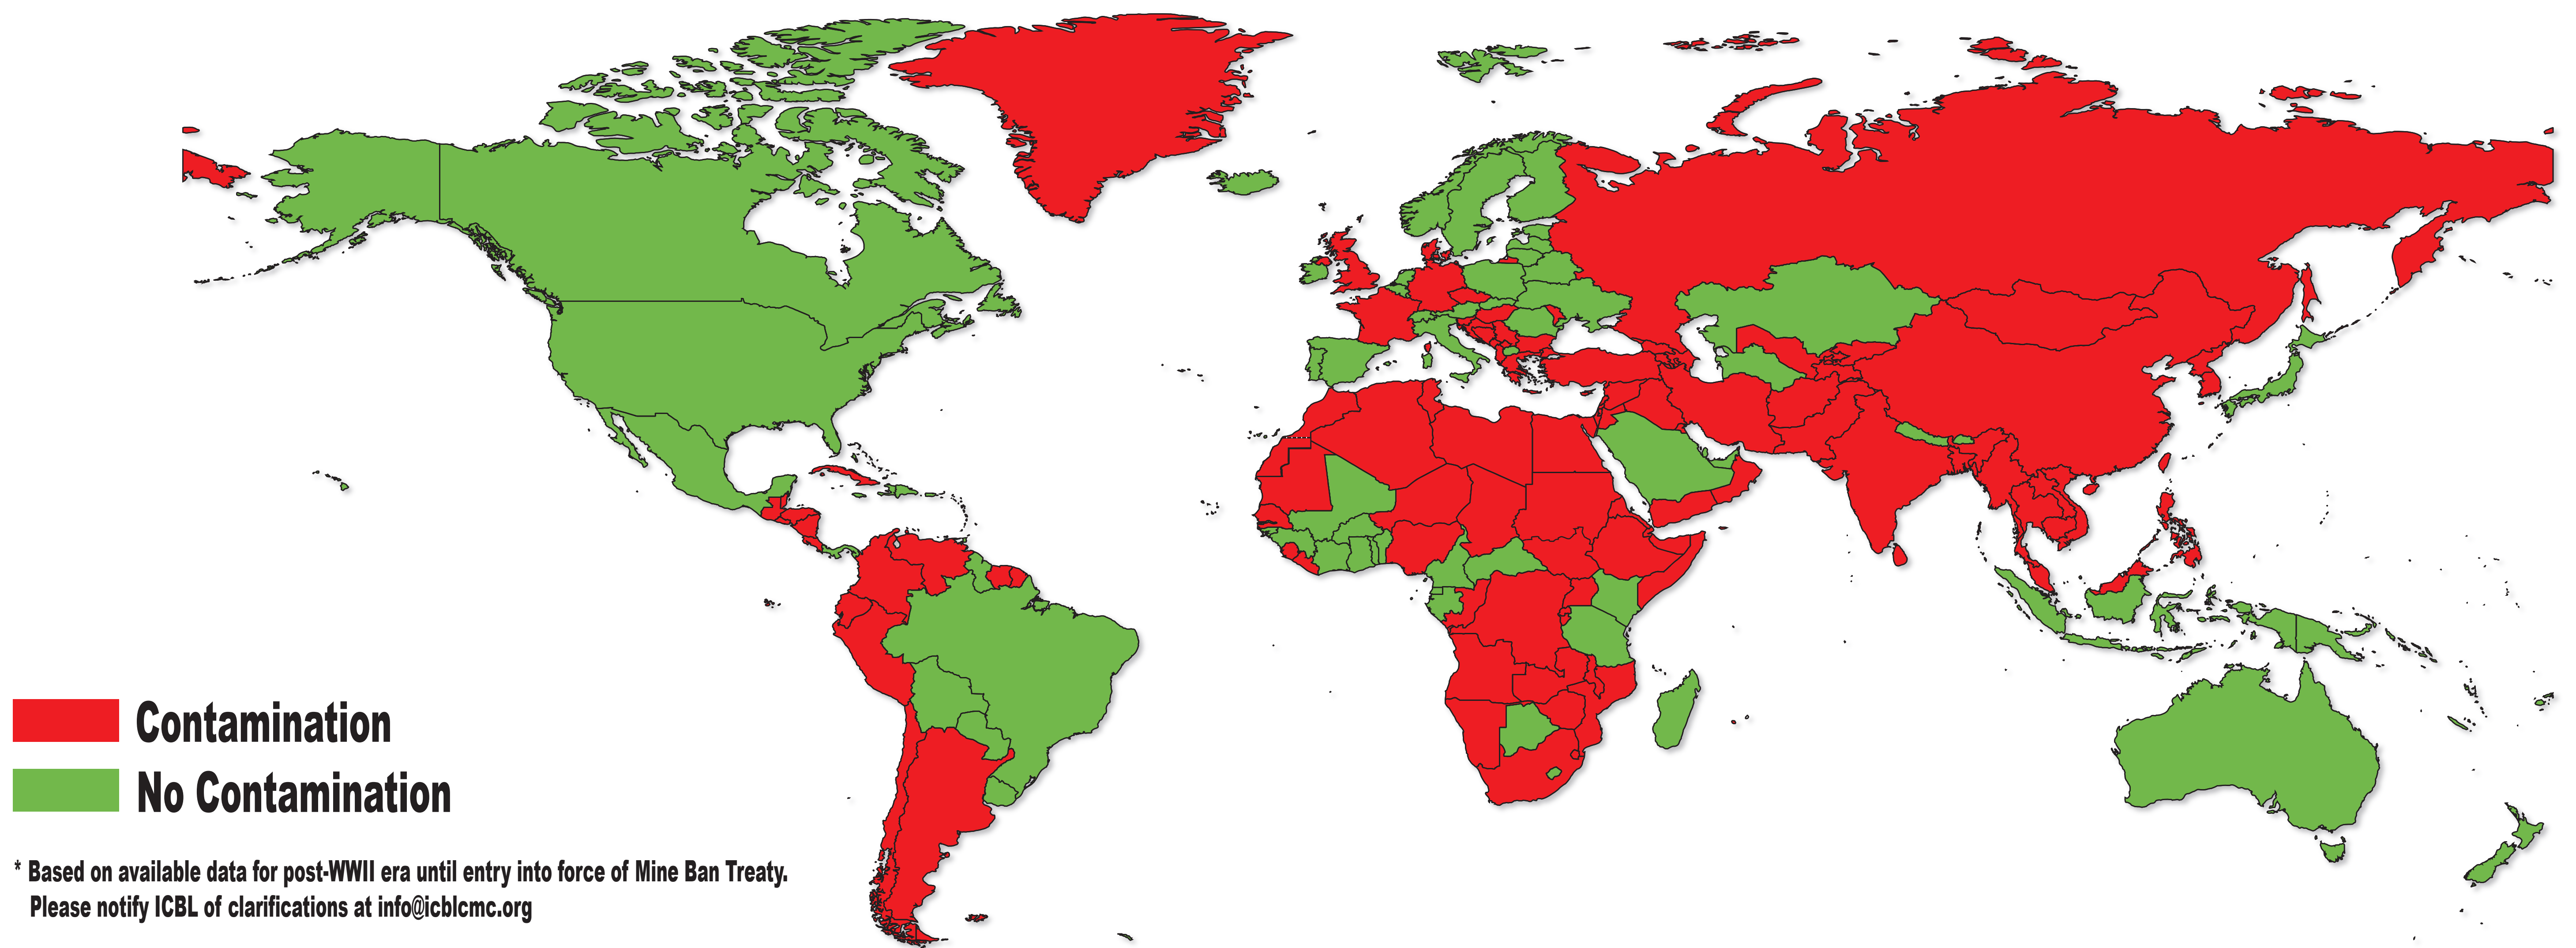 Contamination
No Contamination
* Based on available data for post-WWII era until entry into force of Mine Ban Treaty.
Please notify ICBL of clarifications at info@icblcmc.org